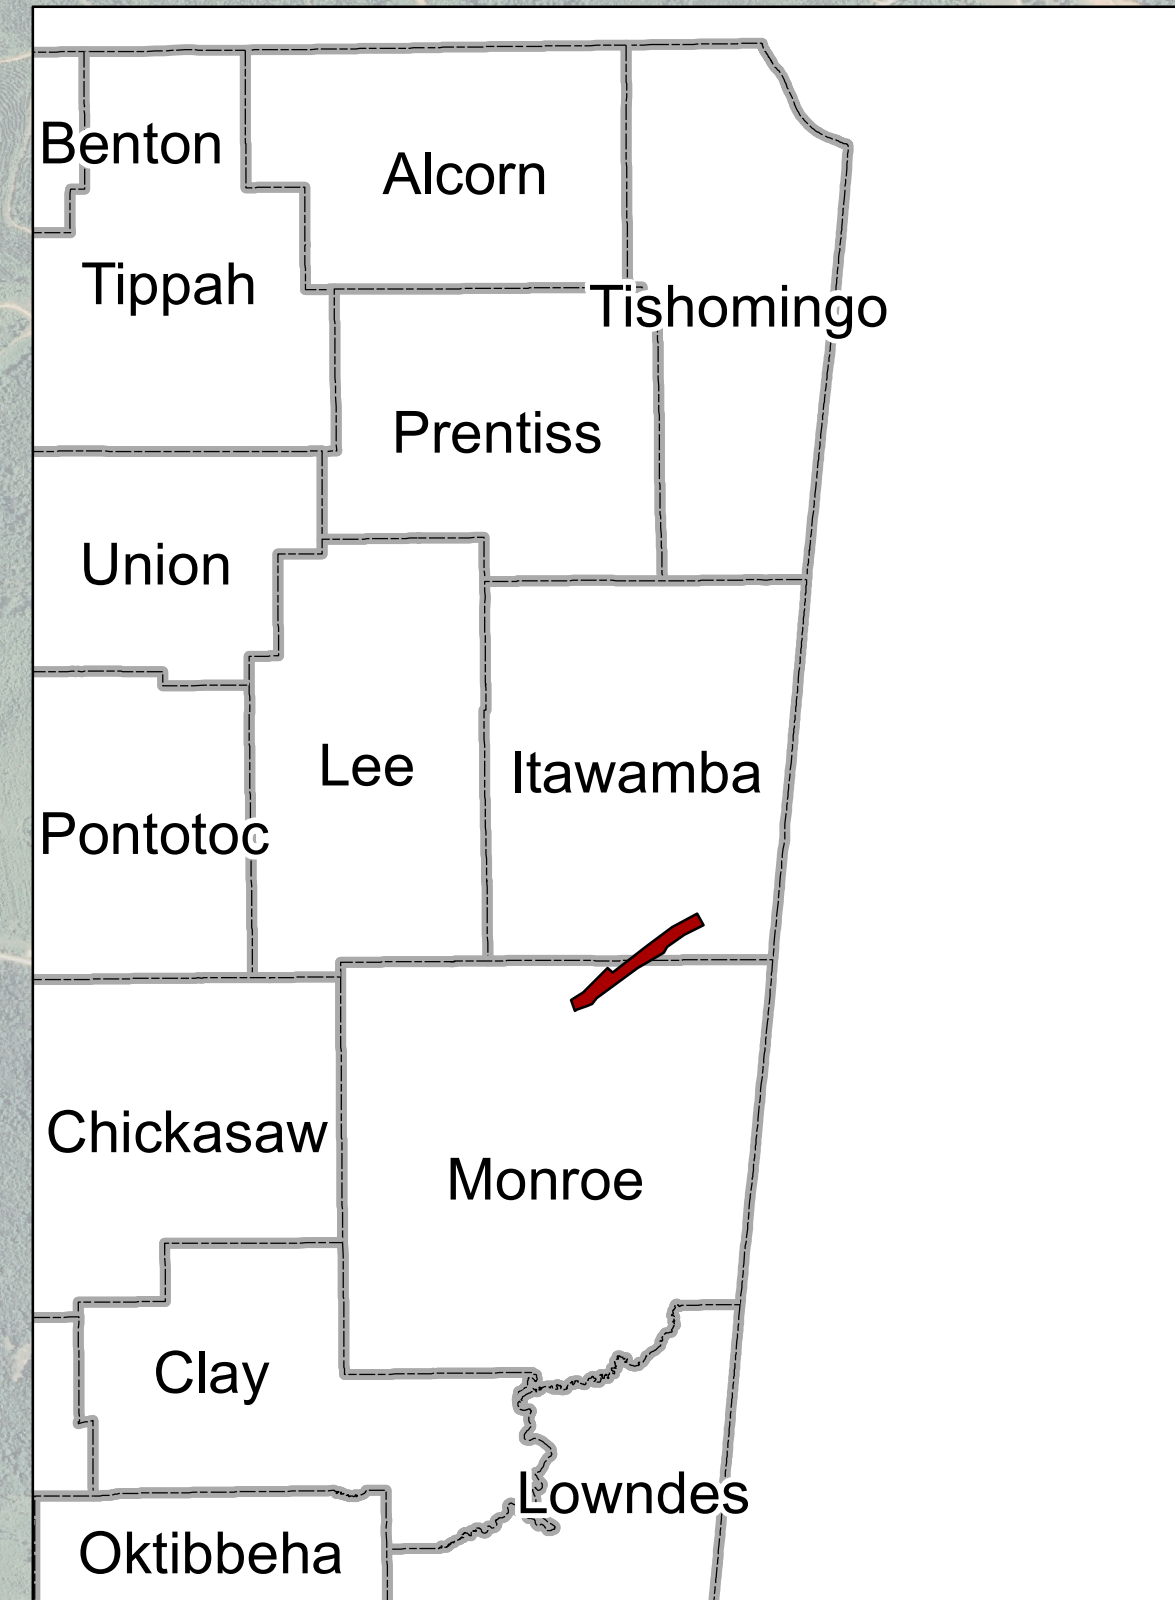 Benton
Alcorn
Tippah
Tishomingo
Prentiss
Union
Lee
Itawamba
Pontotoc
Chickasaw
Monroe
Clay
Lowndes
Oktibbeha